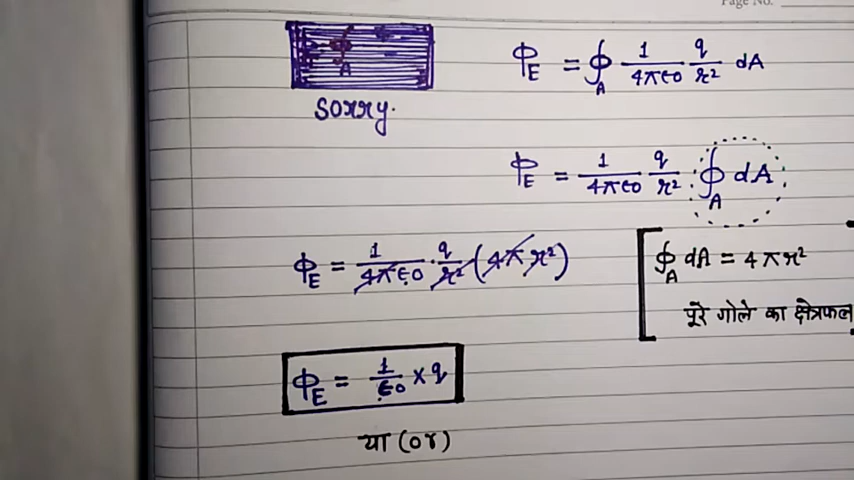 Page No.
Φ_E = ∮_A 1/4πϵ0 q/r² dA
sorry.
Φ_E = 1/4πϵ0 q/r² ∮_A dA
Φ_E = 1/4πϵ0 · q/r² (4πr²)
∮_A dA = 4πr²
पूरे गोले का क्षेत्रफल
Φ_E = 1/ϵ0 × q
या (or)